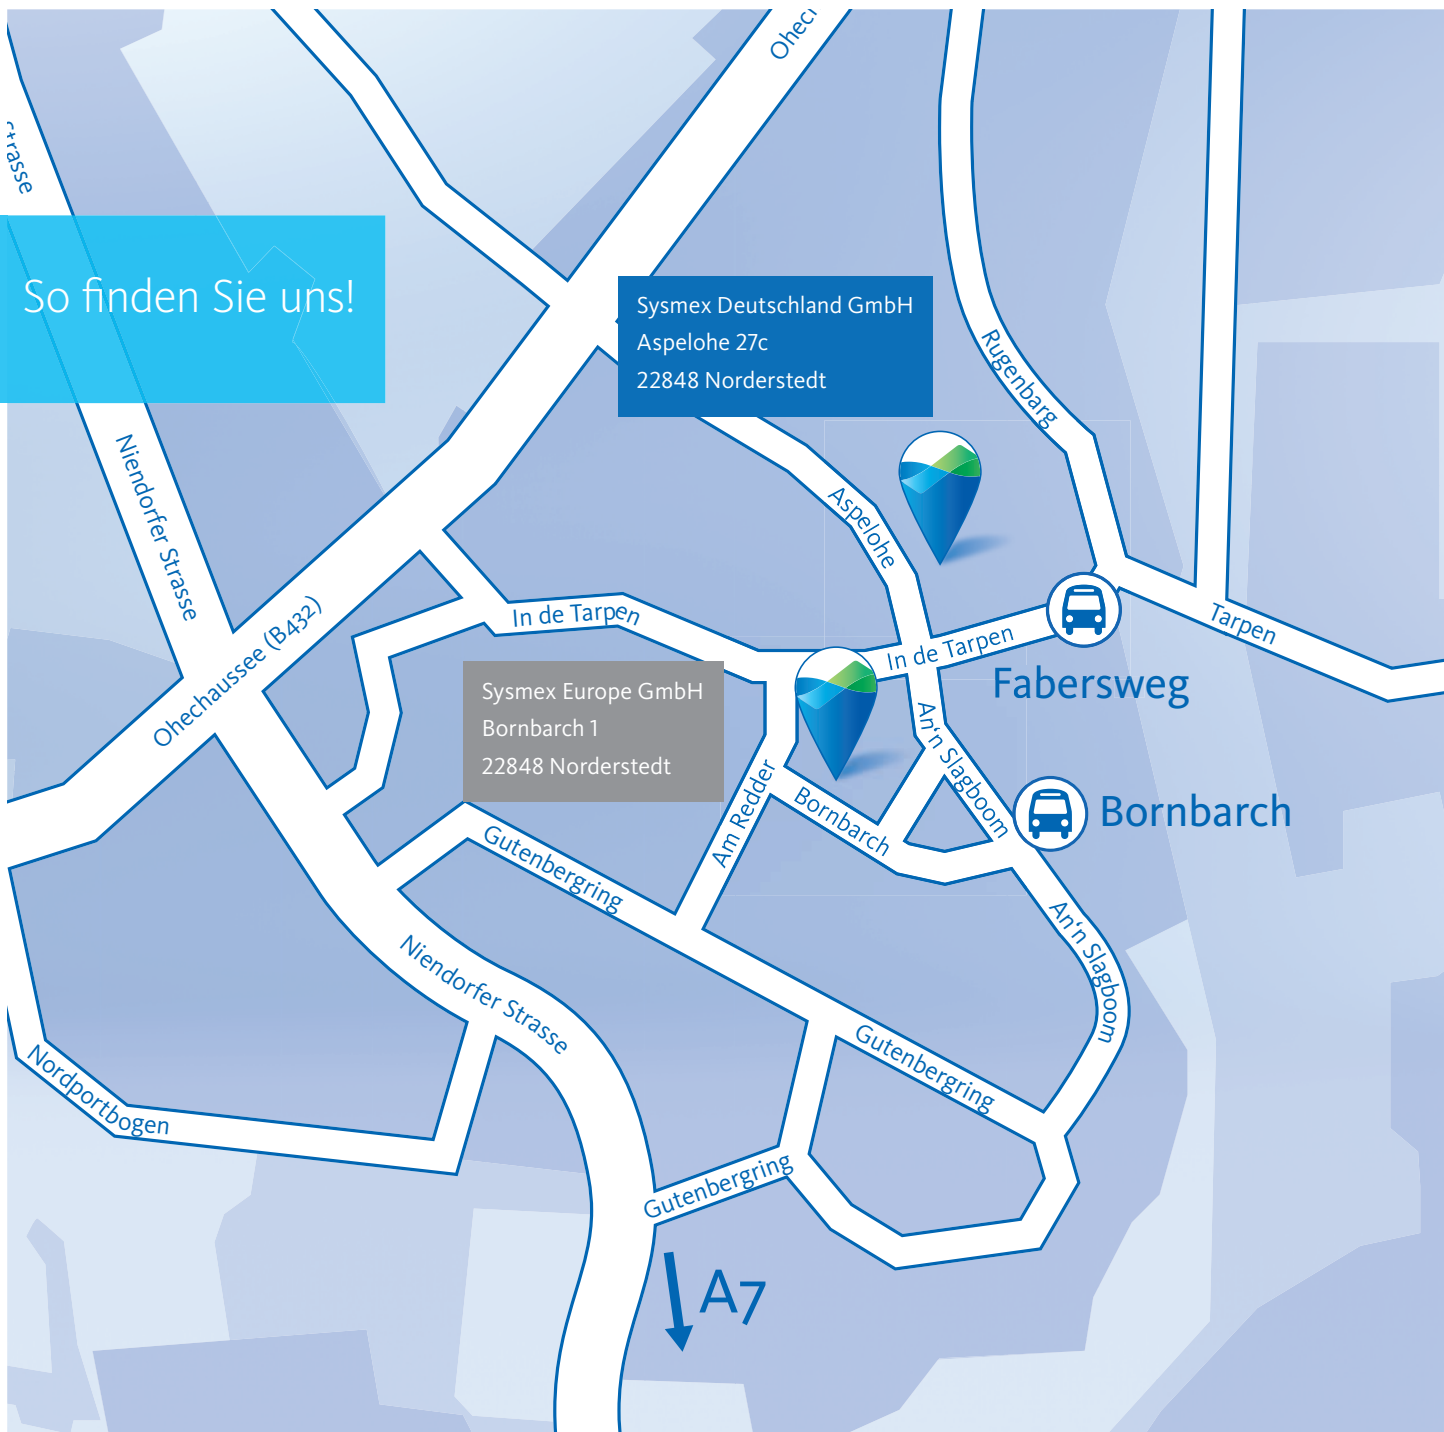 Ohec
strasse
So finden Sie uns!
Sysmex Deutschland GmbH
Aspelohe 27c
22848 Norderstedt
Rugenbarg
Niendorfer Strasse
Aspelohe
Ohechaussee (B432)
In de Tarpen
In de Tarpen
Tarpen
Fabersweg
Sysmex Europe GmbH
Bornbarch 1
22848 Norderstedt
An‘n Slagboom
Am Redder
Bornbarch
Bornbarch
Gutenbergring
An‘n Slagboom
Niendorfer Strasse
Gutenbergring
Nordportbogen
Gutenbergring
A7